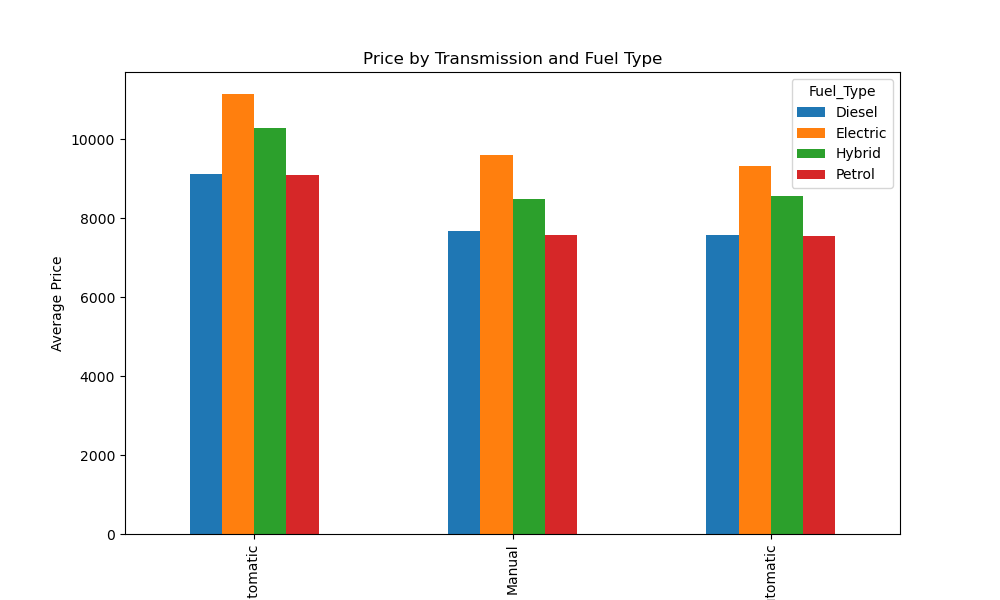 Price by Transmission and Fuel Type
Fuel_Type
Diesel
Electric
Hybrid
Petrol
10000
8000
6000
4000
2000
0
Average Price
tomatic
Manual
tomatic